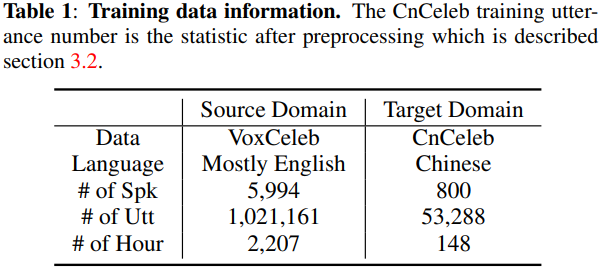 Table 1: Training data information. The CnCeleb training utter-
ance number is the statistic after preprocessing which is described
section 3.2.
Source Domain Target Domain
Data VoxCeleb CnCeleb
Language Mostly English Chinese
# of Spk 5,994 800
# of Utt 1,021,161 53,288
# of Hour 2,207 148